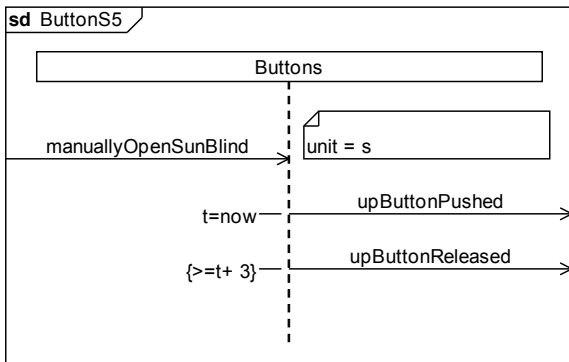 sd ButtonS5
Buttons
manuallyOpenSunBlind
unit = s
t=now
upButtonPushed
{>=t+ 3}
upButtonReleased